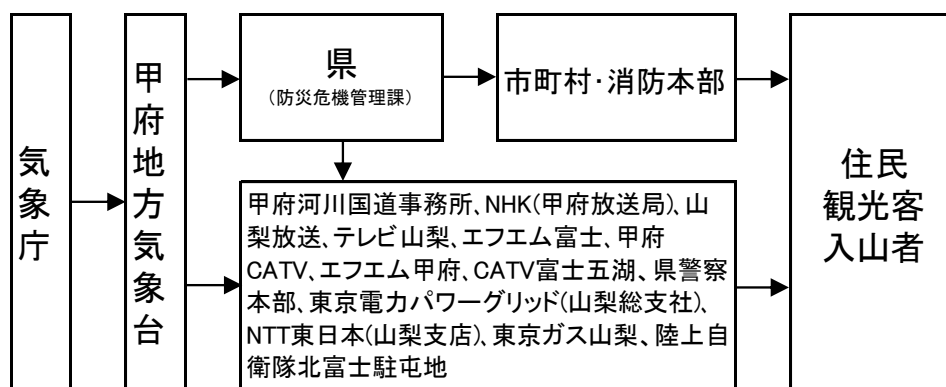 気象庁
甲府地方気象台
県
(防災危機管理課)
市町村・消防本部
甲府河川国道事務所、NHK(甲府放送局)、山
梨放送、テレビ山梨、エフエム富士、甲府
CATV、エフエム甲府、CATV富士五湖、県警察
本部、東京電力パワーグリッド(山梨総支社)、
NTT東日本(山梨支店)、東京ガス山梨、陸上自
衛隊北富士駐屯地
住民
観光客
入山者